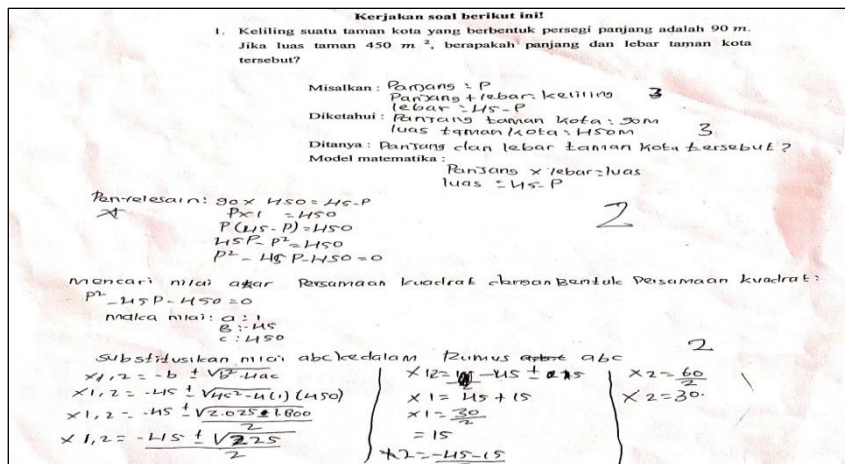 Kerjakan soal berikut ini!
1. Keliling suatu taman kota yang berbentuk persegi panjang adalah 90 m.
Jika luas taman 450 m ², berapakah panjang dan lebar taman kota
tersebut?
Misalkan : Panjang = P
Panjang + lebar = keliling 3
lebar = 45-P
Diketahui : Panjang taman kota : 90m
luas taman kota : 450m 3
Ditanya : Panjang dan lebar taman kota tersebut ?
Model matematika :
Panjang x lebar = luas
luas = 45-P
Penyelesain: 90 x 450 = 45-P
P x l = 450 2
P(45-P) = 450
45P - P² = 450
P² - 45P - 450 = 0
mencari nilai akar Persamaan kuadrat dengan Bentuk Persamaan kuadrat:
P² - 45P - 450 = 0
maka nilai: a : 1
B : -45
c : 450
2
Substitusikan nilai abc kedalam Rumus abc
x1,2 = -b ± √b²-4ac
x1,2 = -45 ± √45²-4(1)(450)
x1,2 = -45 ± √2.025 1.800
2
x1,2 = -45 ± √225
2
x12 = -45 ± 15
2
x1 = 45 + 15
x1 = 30
2
= 15
x2 = -45-15
x2 = 60
2
x2 = 30.